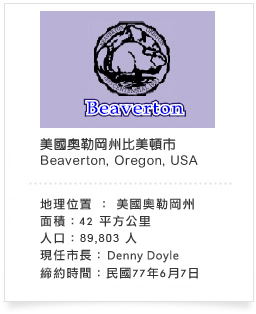 Beaverton
美國奧勒岡州比美頓市
Beaverton, Oregon, USA
地理位置 ： 美國奧勒岡州
面積：42 平方公里
人口：89,803 人
現任市長：Denny Doyle
締約時間：民國77年6月7日